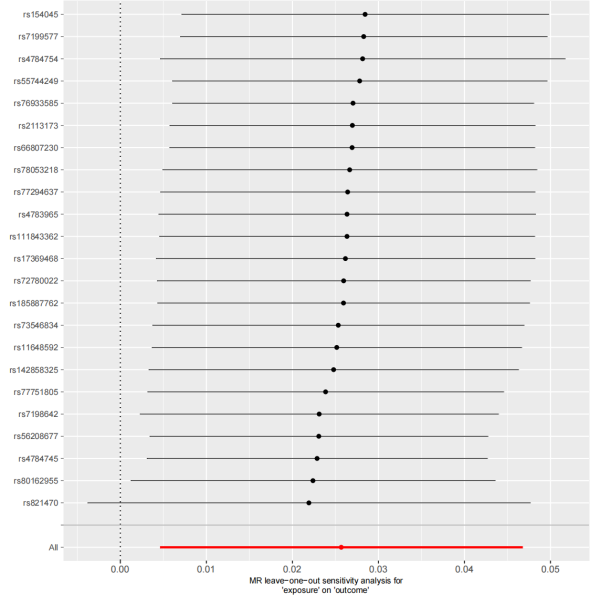 rs154045
rs7199577
rs4784754
rs55744249
rs76933585
rs2113173
rs66807230
rs78053218
rs77294637
rs4783965
rs111843362
rs17369468
rs72780022
rs185887762
rs73546834
rs11648592
rs142858325
rs77751805
rs7198642
rs56208677
rs4784745
rs80162955
rs821470
All
0.00 0.01 0.02 0.03 0.04 0.05
MR leave−one−out sensitivity analysis for
'exposure' on 'outcome'